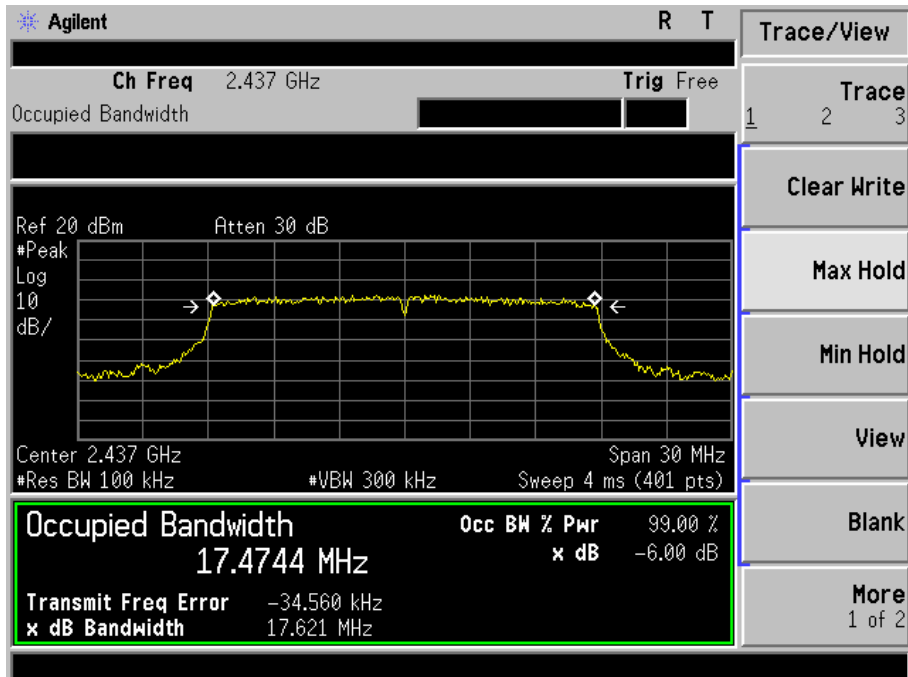 Agilent R T
Trace/View
Ch Freq 2.437 GHz Trig Free
Occupied Bandwidth
Trace
1 2 3
Clear Write
Max Hold
Min Hold
View
Blank
More
1 of 2
Ref 20 dBm Atten 30 dB
#Peak
Log
10
dB/
Center 2.437 GHz Span 30 MHz
#Res BW 100 kHz #VBW 300 kHz Sweep 4 ms (401 pts)
Occupied Bandwidth Occ BW % Pwr 99.00 %
17.4744 MHz x dB -6.00 dB
Transmit Freq Error -34.560 kHz
x dB Bandwidth 17.621 MHz